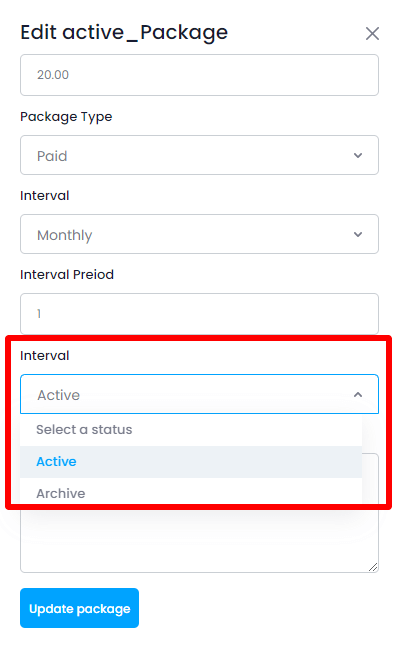 Edit active_Package
20.00
Package Type
Paid
Interval
Monthly
Interval Preiod
1
Interval
Active
Select a status
Active
Archive
Update package